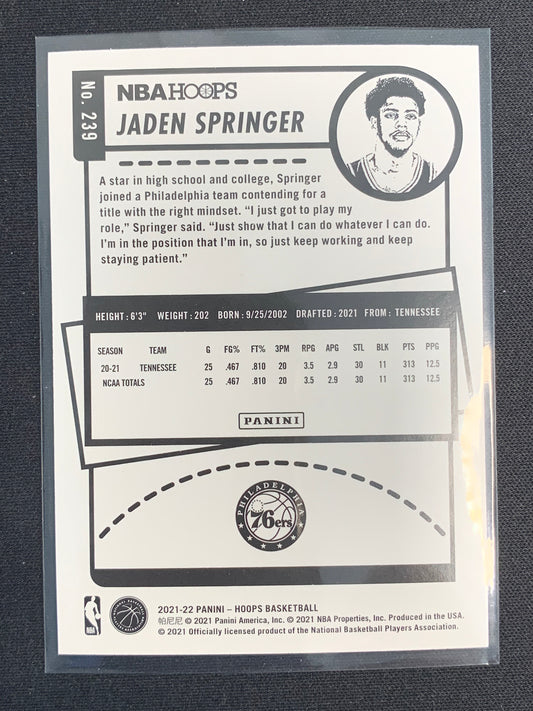 No. 239
NBA HOOPS
JADEN SPRINGER
A star in high school and college, Springer
joined a Philadelphia team contending for a
title with the right mindset. “I just got to play my
role,” Springer said. “Just show that I can do whatever I can do.
I’m in the position that I’m in, so just keep working and keep
staying patient.”
HEIGHT: 6'3" WEIGHT: 202 BORN: 9/25/2002 DRAFTED: 2021 FROM: TENNESSEE
SEASON TEAM G FG% FT% 3PM RPG APG STL BLK PTS PPG
20-21 TENNESSEE 25 .467 .810 20 3.5 2.9 30 11 313 12.5
NCAA TOTALS 25 .467 .810 20 3.5 2.9 30 11 313 12.5
PANINI
PHILADELPHIA
76ers
2021-22 PANINI – HOOPS BASKETBALL
帕尼尼 © 2021 Panini America, Inc. © 2021 NBA Properties, Inc. Produced in the USA.
© 2021 Officially licensed product of the National Basketball Players Association.
NBA